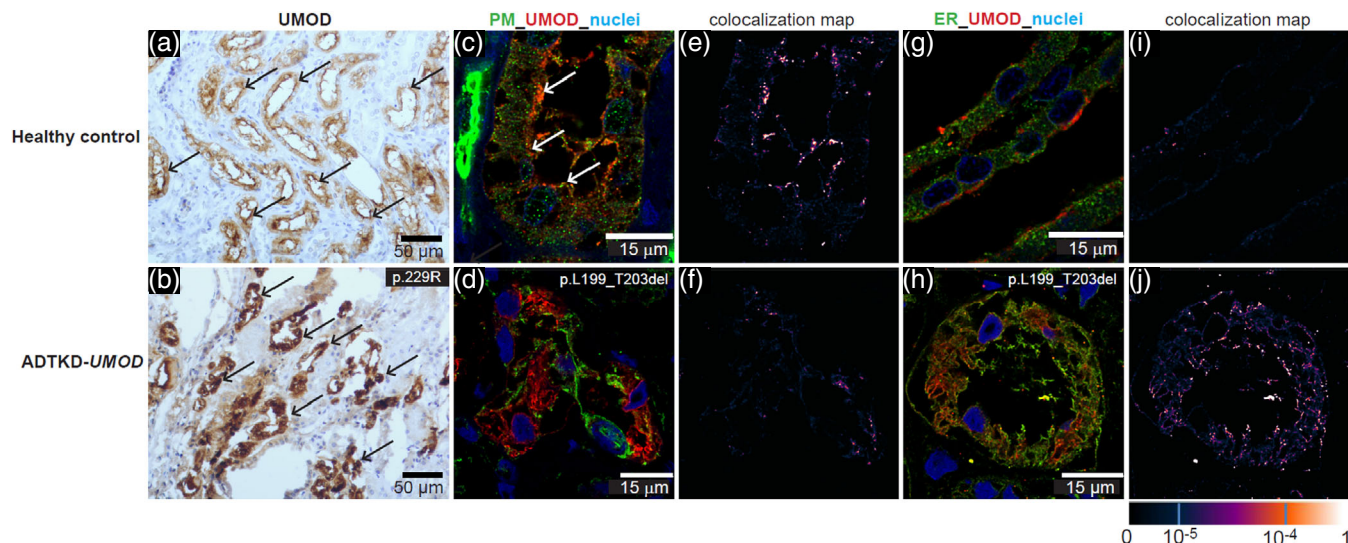 UMOD
PM_UMOD_nuclei
colocalization map
ER_UMOD_nuclei
colocalization map
Healthy control
(a)
50 µm
(c)
15 µm
(e)
(g)
15 µm
(i)
ADTKD-UMOD
(b)
p.229R
50 µm
(d)
p.L199_T203del
15 µm
(f)
(h)
p.L199_T203del
15 µm
(j)
0 10-5 10-4 1